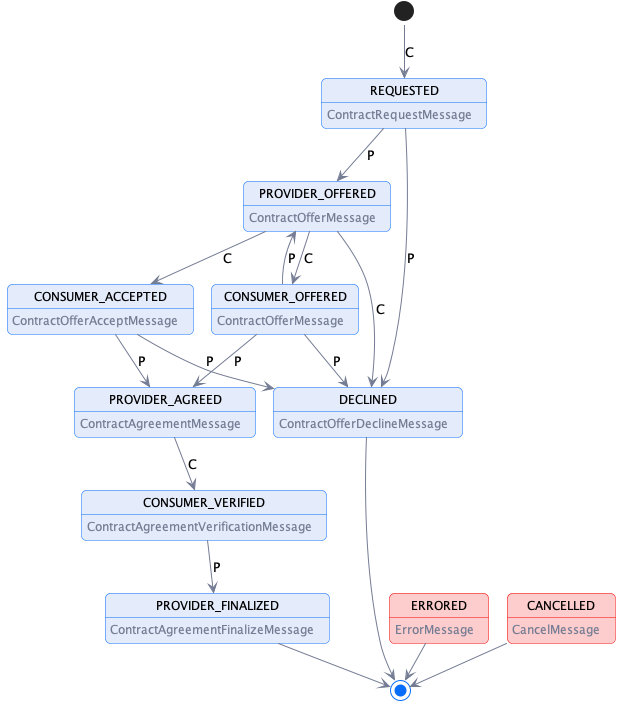 C
REQUESTED
ContractRequestMessage
P
PROVIDER_OFFERED
ContractOfferMessage
C
P
C
P
CONSUMER_ACCEPTED
ContractOfferAcceptMessage
CONSUMER_OFFERED
ContractOfferMessage
C
P
P
P
P
PROVIDER_AGREED
ContractAgreementMessage
DECLINED
ContractOfferDeclineMessage
C
CONSUMER_VERIFIED
ContractAgreementVerificationMessage
P
PROVIDER_FINALIZED
ContractAgreementFinalizeMessage
ERRORED
ErrorMessage
CANCELLED
CancelMessage